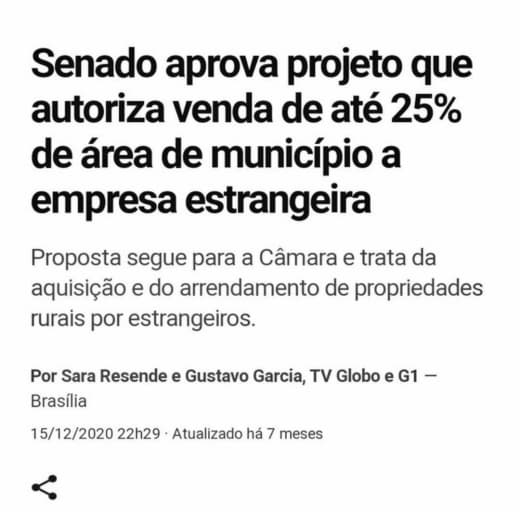 Senado aprova projeto que
autoriza venda de até 25%
de área de município a
empresa estrangeira
Proposta segue para a Câmara e trata da
aquisição e do arrendamento de propriedades
rurais por estrangeiros.
Por Sara Resende e Gustavo Garcia, TV Globo e G1 —
Brasília
15/12/2020 22h29 · Atualizado há 7 meses